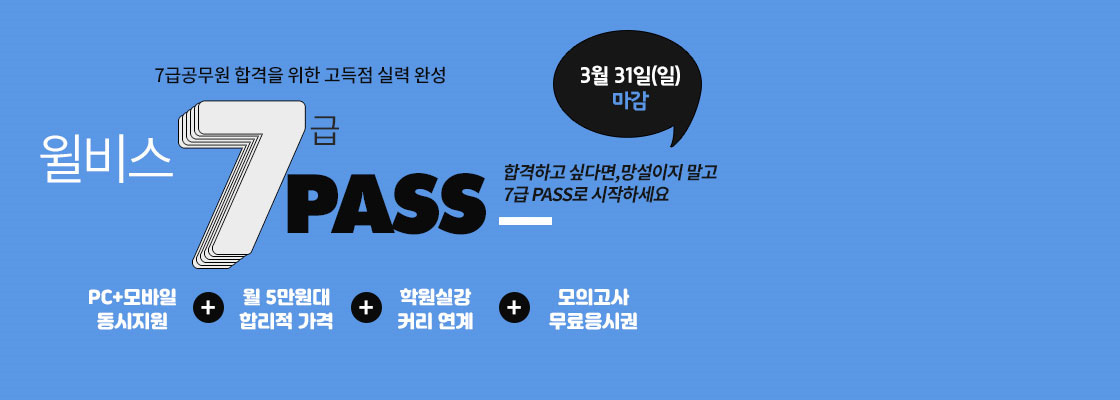 7급공무원 합격을 위한 고득점 실력 완성
윌비스 7급 PASS
3월 31일(일)
마감
합격하고 싶다면,망설이지 말고
7급 PASS로 시작하세요
PC+모바일
동시지원
+
월 5만원대
합리적 가격
+
학원실강
커리 연계
+
모의고사
무료응시권